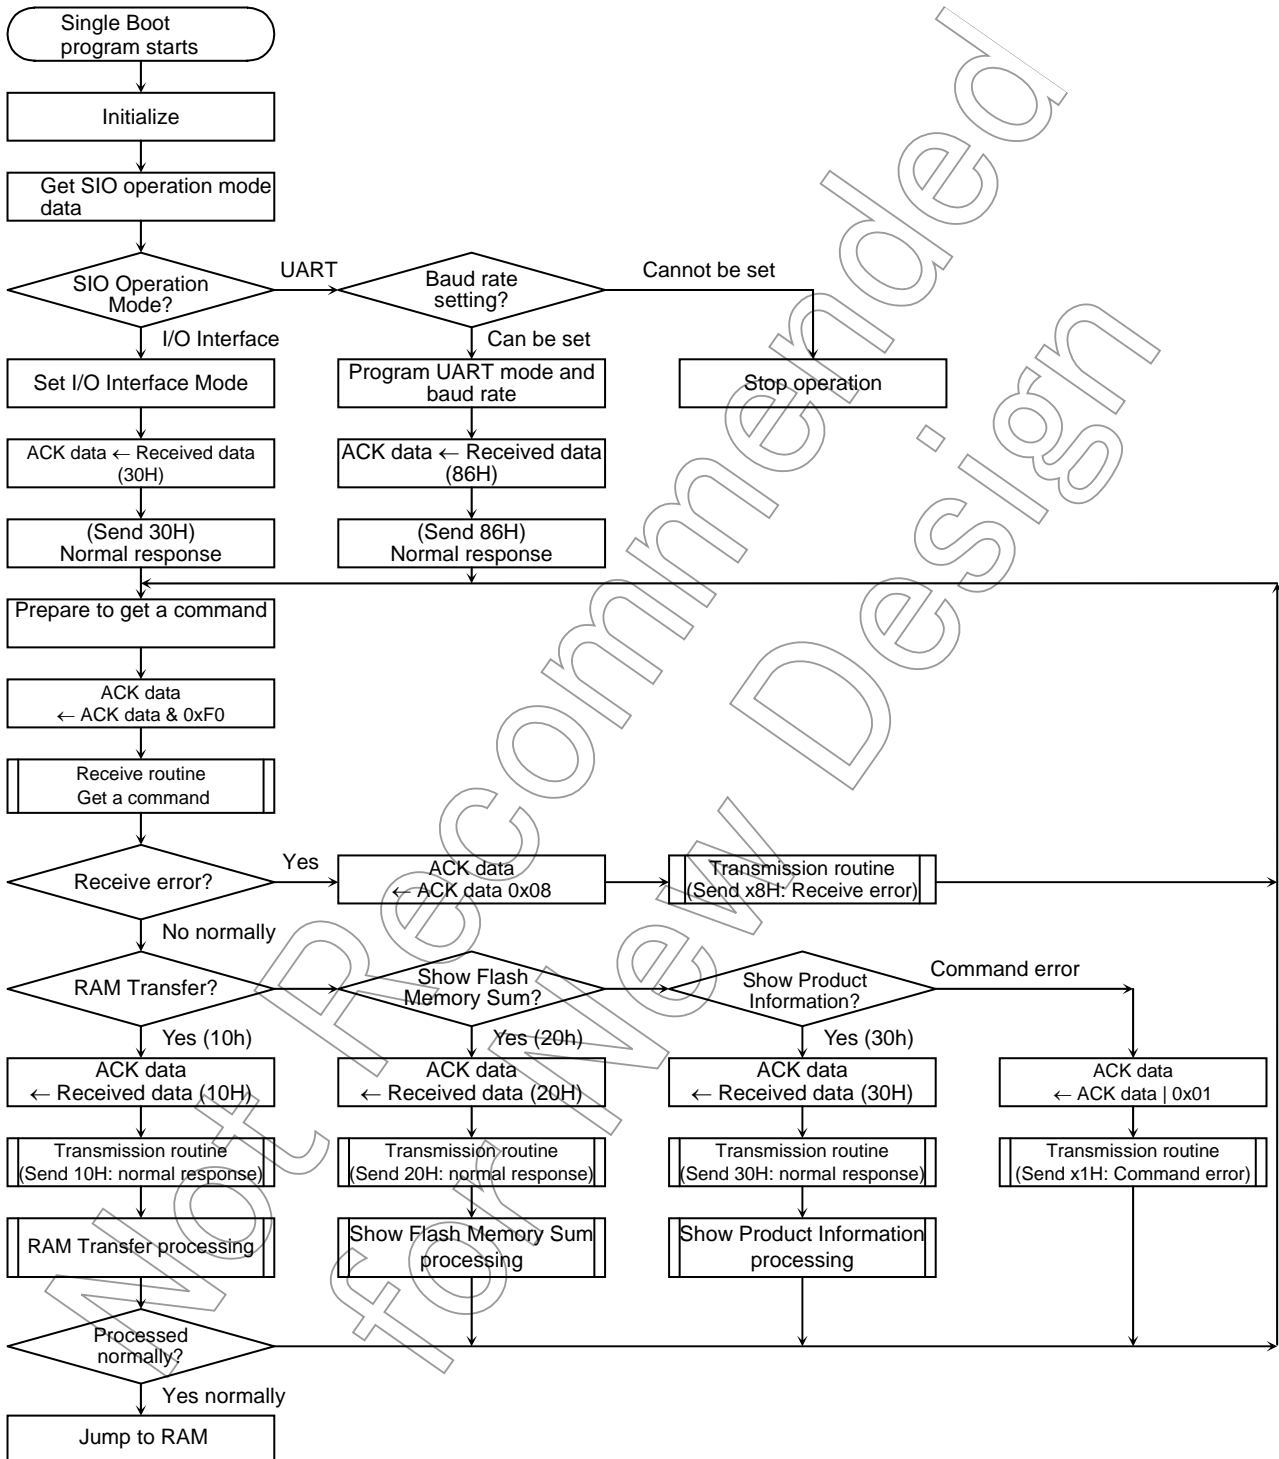 Single Boot
program starts
Initialize
Get SIO operation mode
data
SIO Operation
Mode?
UART
Baud rate
setting?
Cannot be set
I/O Interface
Can be set
Set I/O Interface Mode
Program UART mode and
baud rate
Stop operation
ACK data ← Received data
(30H)
ACK data ← Received data
(86H)
(Send 30H)
Normal response
(Send 86H)
Normal response
Prepare to get a command
ACK data
← ACK data & 0xF0
Receive routine
Get a command
Receive error?
Yes
ACK data
← ACK data 0x08
Transmission routine
(Send x8H: Receive error)
No normally
RAM Transfer?
Show Flash
Memory Sum?
Show Product
Information?
Command error
Yes (10h)
Yes (20h)
Yes (30h)
ACK data
← Received data (10H)
ACK data
← Received data (20H)
ACK data
← Received data (30H)
ACK data
← ACK data | 0x01
Transmission routine
(Send 10H: normal response)
Transmission routine
(Send 20H: normal response)
Transmission routine
(Send 30H: normal response)
Transmission routine
(Send x1H: Command error)
RAM Transfer processing
Show Flash Memory Sum
processing
Show Product Information
processing
Processed
normally?
Yes normally
Jump to RAM
Not Recommended
for New Design